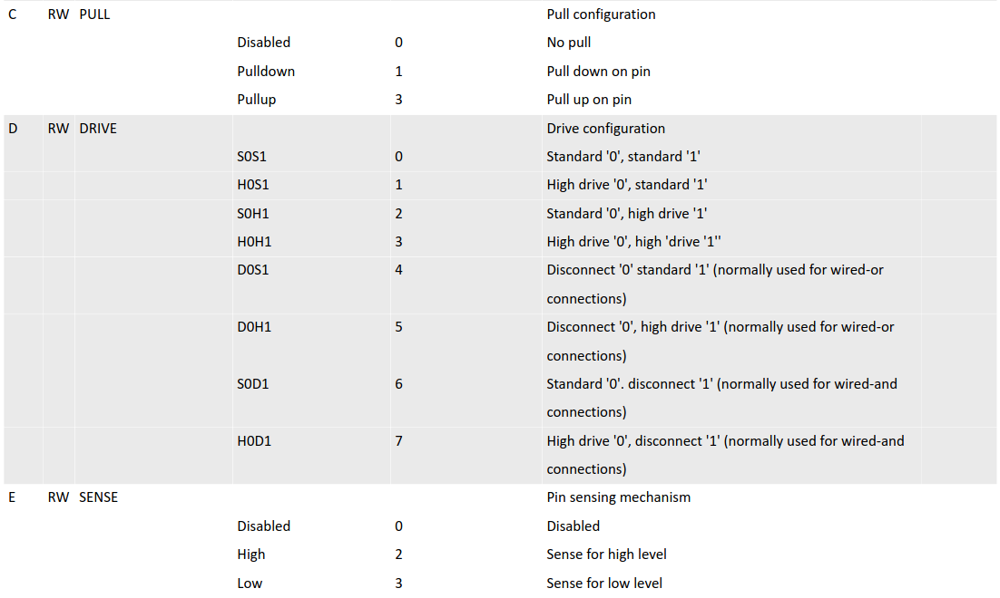 C RW PULL Pull configuration
Disabled 0 No pull
Pulldown 1 Pull down on pin
Pullup 3 Pull up on pin
D RW DRIVE Drive configuration
S0S1 0 Standard '0', standard '1'
H0S1 1 High drive '0', standard '1'
S0H1 2 Standard '0', high drive '1'
H0H1 3 High drive '0', high 'drive '1''
D0S1 4 Disconnect '0' standard '1' (normally used for wired-or
connections)
D0H1 5 Disconnect '0', high drive '1' (normally used for wired-or
connections)
S0D1 6 Standard '0'. disconnect '1' (normally used for wired-and
connections)
H0D1 7 High drive '0', disconnect '1' (normally used for wired-and
connections)
E RW SENSE Pin sensing mechanism
Disabled 0 Disabled
High 2 Sense for high level
Low 3 Sense for low level